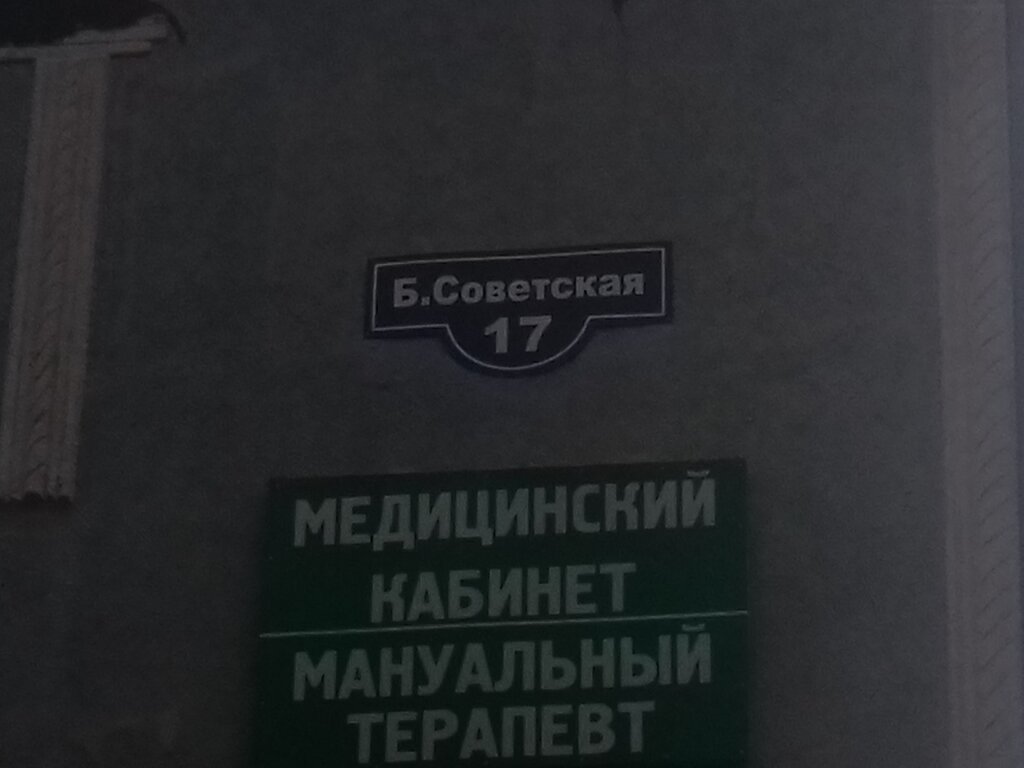 Б.Советская
17
МЕДИЦИНСКИЙ
КАБИНЕТ
МАНУАЛЬНЫЙ
ТЕРАПЕВТ